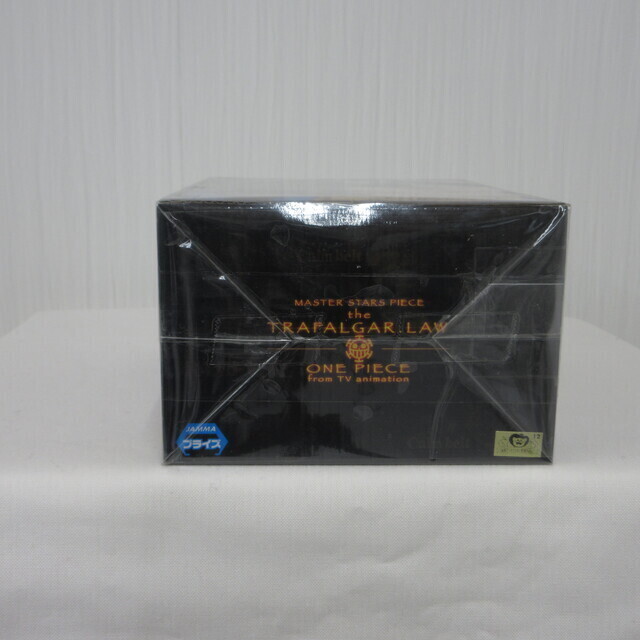 MASTER STARS PIECE
the
TRAFALGAR.LAW
ONE PIECE
from TV animation
JAMMA
プライズ